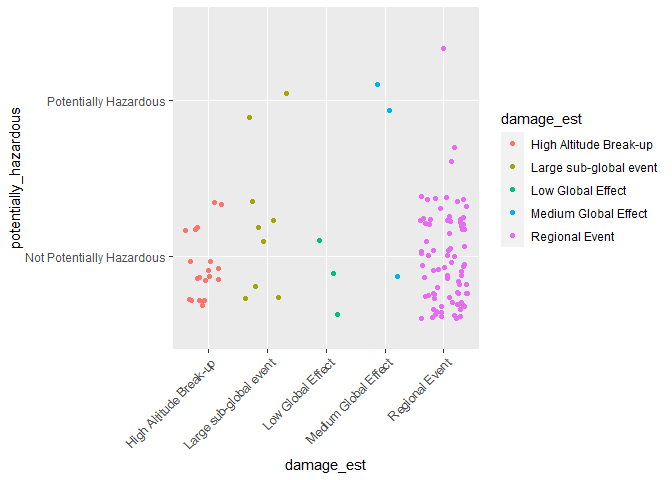 Potentially Hazardous
Not Potentially Hazardous
potentially_hazardous
High Altitude Break-up
Large sub-global event
Low Global Effect
Medium Global Effect
Regional Event
damage_est
damage_est
High Altitude Break-up
Large sub-global event
Low Global Effect
Medium Global Effect
Regional Event